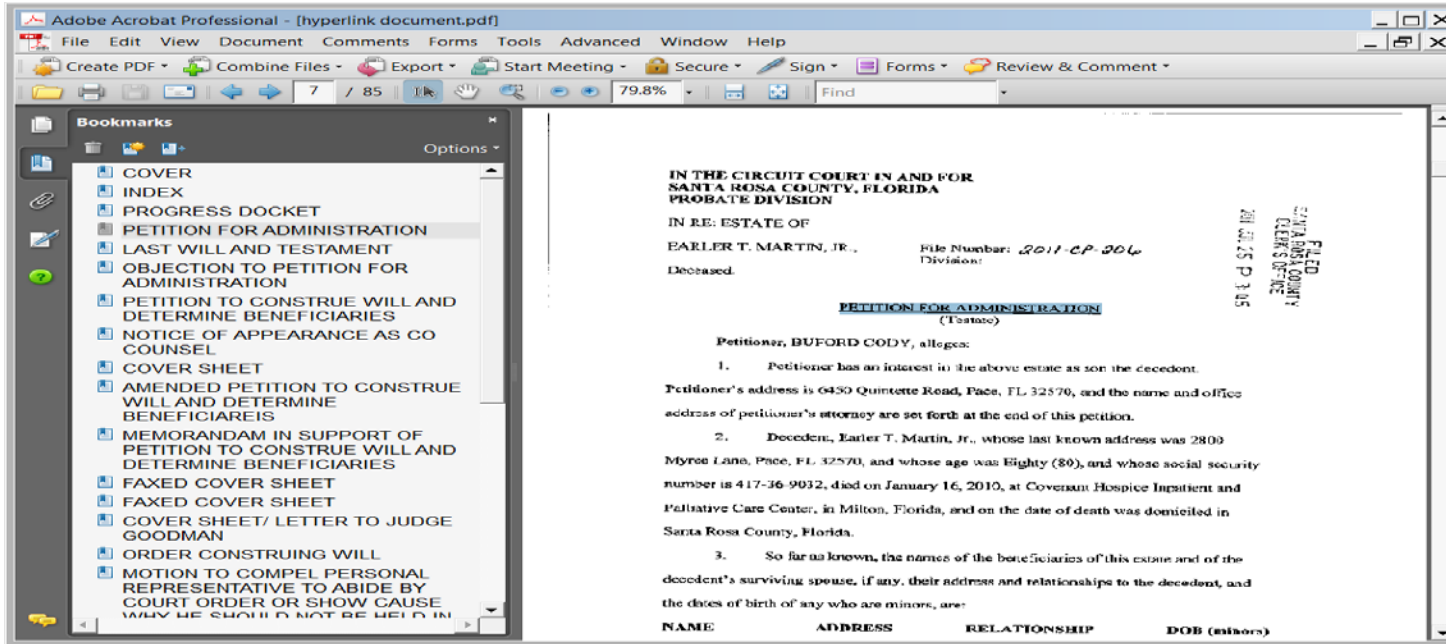 Adobe Acrobat Professional - [hyperlink document.pdf]
File Edit View Document Comments Forms Tools Advanced Window Help
Create PDF Combine Files Export Start Meeting Secure Sign Forms Review & Comment
7 / 85 79.8% Find
Bookmarks
Options
COVER
INDEX
PROGRESS DOCKET
PETITION FOR ADMINISTRATION
LAST WILL AND TESTAMENT
OBJECTION TO PETITION FOR
ADMINISTRATION
PETITION TO CONSTRUE WILL AND
DETERMINE BENEFICIARIES
NOTICE OF APPEARANCE AS CO
COUNSEL
COVER SHEET
AMENDED PETITION TO CONSTRUE
WILL AND DETERMINE
BENEFICIAREIS
MEMORANDAM IN SUPPORT OF
PETITION TO CONSTRUE WILL AND
DETERMINE BENEFICIARIES
FAXED COVER SHEET
FAXED COVER SHEET
COVER SHEET/ LETTER TO JUDGE
GOODMAN
ORDER CONSTRUING WILL
MOTION TO COMPEL PERSONAL
REPRESENTATIVE TO ABIDE BY
COURT ORDER OR SHOW CAUSE
WHY HE SHOULD NOT BE HELD IN
IN THE CIRCUIT COURT IN AND FOR
SANTA ROSA COUNTY, FLORIDA
PROBATE DIVISION
IN RE: ESTATE OF
EARLER T. MARTIN, JR., File Number: 2011-CP-206
Division:
Deceased.
FILED
SANTA ROSA COUNTY
CLERK'S OFFICE
PETITION FOR ADMINISTRATION
(Testate)
Petitioner, BUFORD CODY, alleges:
1. Petitioner has an interest in the above estate as son the decedent.
Petitioner's address is 6450 Quintette Road, Pace, FL 32570, and the name and office
address of petitioner's attorney are set forth at the end of this petition.
2. Decedent, Earler T. Martin, Jr., whose last known address was 2800
Myree Lane, Pace, FL 32570, and whose age was Eighty (80), and whose social security
number is 417-36-9032, died on January 16, 2010, at Covenant Hospice Inpatient and
Palliative Care Center, in Milton, Florida, and on the date of death was domiciled in
Santa Rosa County, Florida.
3. So far as known, the names of the beneficiaries of this estate and of the
decedent's surviving spouse, if any, their address and relationships to the decedent, and
the dates of birth of any who are minors, are:
NAME ADDRESS RELATIONSHIP DOB (minors)